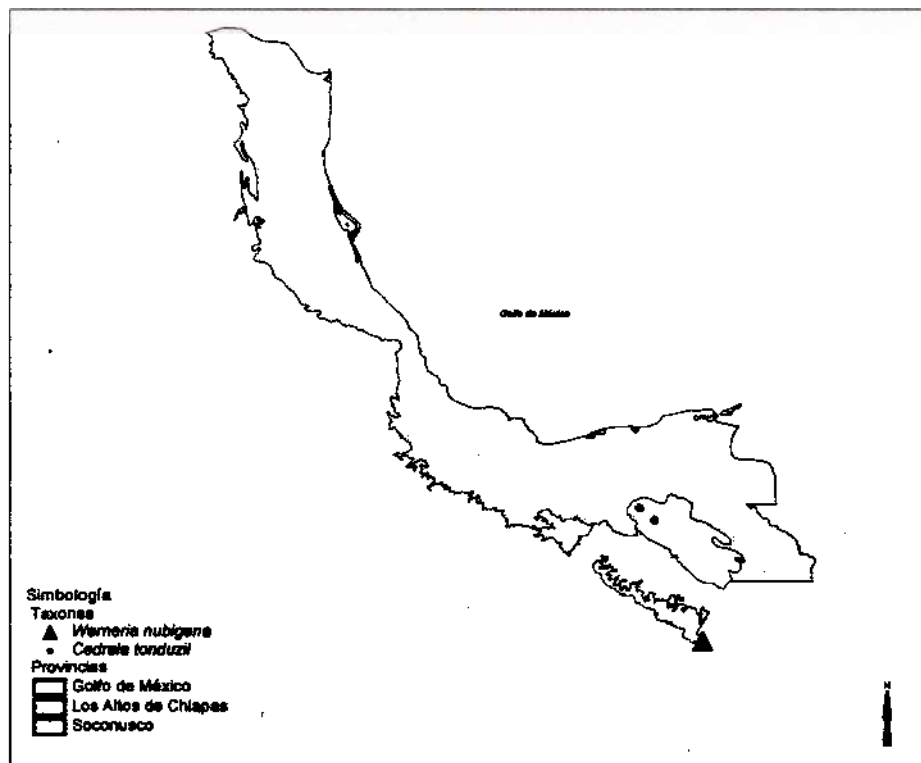 Golfo de México
Simbología
Taxones
Werneria nubigena
Cedrela tonduzii
Provincias
Golfo de México
Los Altos de Chiapas
Soconusco
N